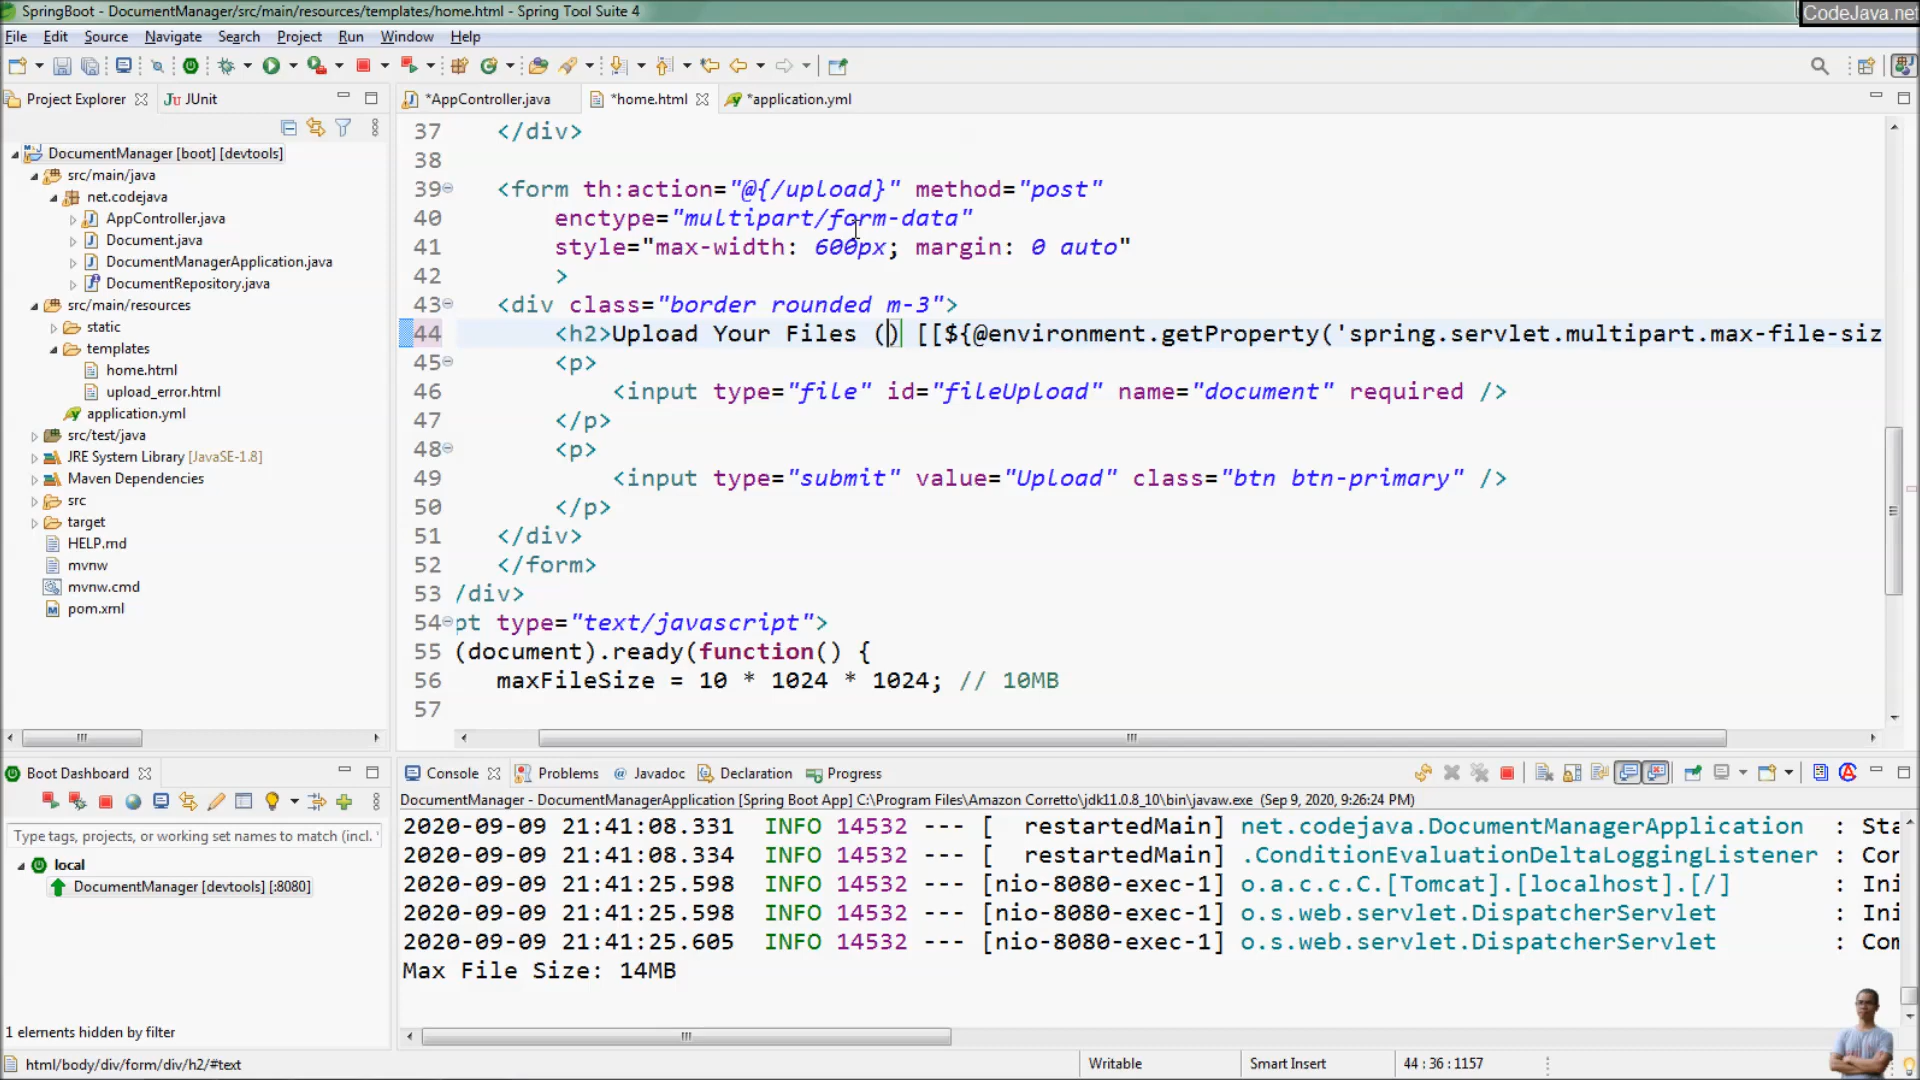 SpringBoot - DocumentManager/src/main/resources/templates/home.html - Spring Tool Suite 4
CodeJava.net
File Edit Source Navigate Search Project Run Window Help
Project Explorer
JUnit
*AppController.java
*home.html
*application.yml
DocumentManager [boot] [devtools]
src/main/java
net.codejava
AppController.java
Document.java
DocumentManagerApplication.java
DocumentRepository.java
src/main/resources
static
templates
home.html
upload_error.html
application.yml
src/test/java
JRE System Library [JavaSE-1.8]
Maven Dependencies
src
target
HELP.md
mvnw
mvnw.cmd
pom.xml
37 </div>
38
39 <form th:action="@{/upload}" method="post"
40 enctype="multipart/form-data"
41 style="max-width: 600px; margin: 0 auto"
42 >
43 <div class="border rounded m-3">
44 <h2>Upload Your Files () [[${@environment.getProperty('spring.servlet.multipart.max-file-siz
45 <p>
46 <input type="file" id="fileUpload" name="document" required />
47 </p>
48 <p>
49 <input type="submit" value="Upload" class="btn btn-primary" />
50 </p>
51 </div>
52 </form>
53 /div>
54 pt type="text/javascript">
55 (document).ready(function() {
56 maxFileSize = 10 * 1024 * 1024; // 10MB
57
Boot Dashboard
Type tags, projects, or working set names to match (incl. *
local
DocumentManager [devtools] [:8080]
1 elements hidden by filter
Console Problems Javadoc Declaration Progress
DocumentManager - DocumentManagerApplication [Spring Boot App] C:\Program Files\Amazon Corretto\jdk11.0.8_10\bin\javaw.exe (Sep 9, 2020, 9:26:24 PM)
2020-09-09 21:41:08.331 INFO 14532 --- [ restartedMain] net.codejava.DocumentManagerApplication : Sta
2020-09-09 21:41:08.334 INFO 14532 --- [ restartedMain] .ConditionEvaluationDeltaLoggingListener : Con
2020-09-09 21:41:25.598 INFO 14532 --- [nio-8080-exec-1] o.a.c.c.C.[Tomcat].[localhost].[/] : Ini
2020-09-09 21:41:25.598 INFO 14532 --- [nio-8080-exec-1] o.s.web.servlet.DispatcherServlet : Ini
2020-09-09 21:41:25.605 INFO 14532 --- [nio-8080-exec-1] o.s.web.servlet.DispatcherServlet : Com
Max File Size: 14MB
html/body/div/form/div/h2/#text
Writable
Smart Insert
44 : 36 : 1157